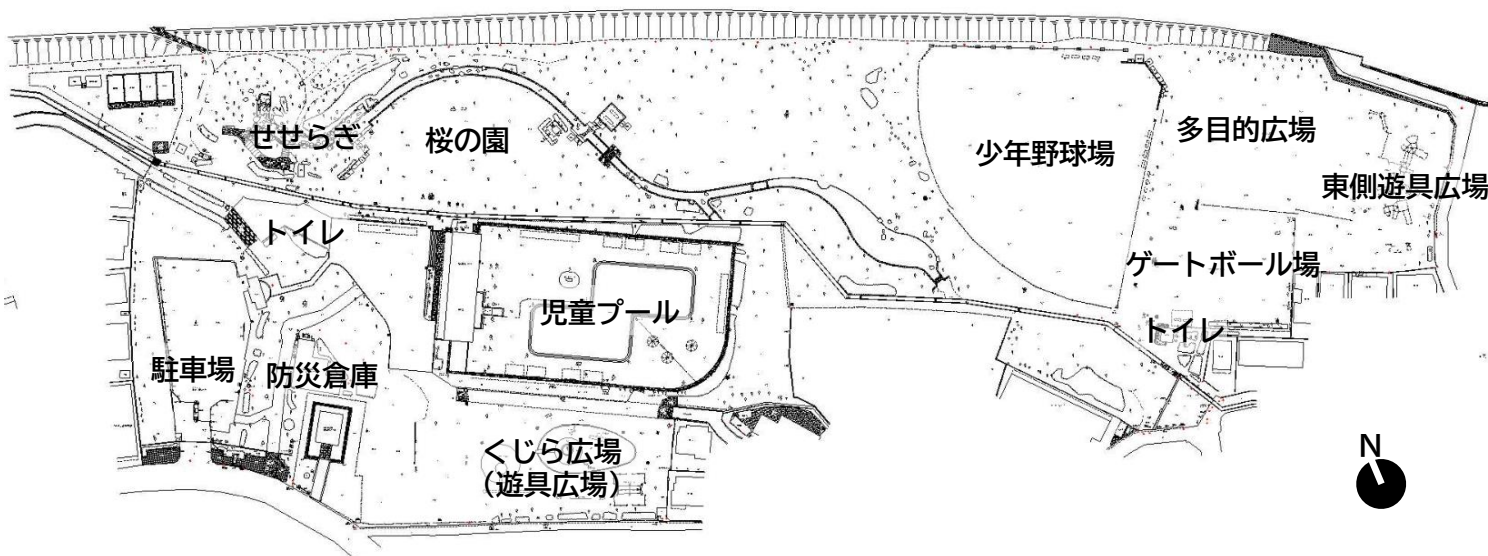 せせらぎ
桜の園
少年野球場
多目的広場
東側遊具広場
トイレ
ゲートボール場
児童プール
トイレ
駐車場
防災倉庫
くじら広場
（遊具広場）
N